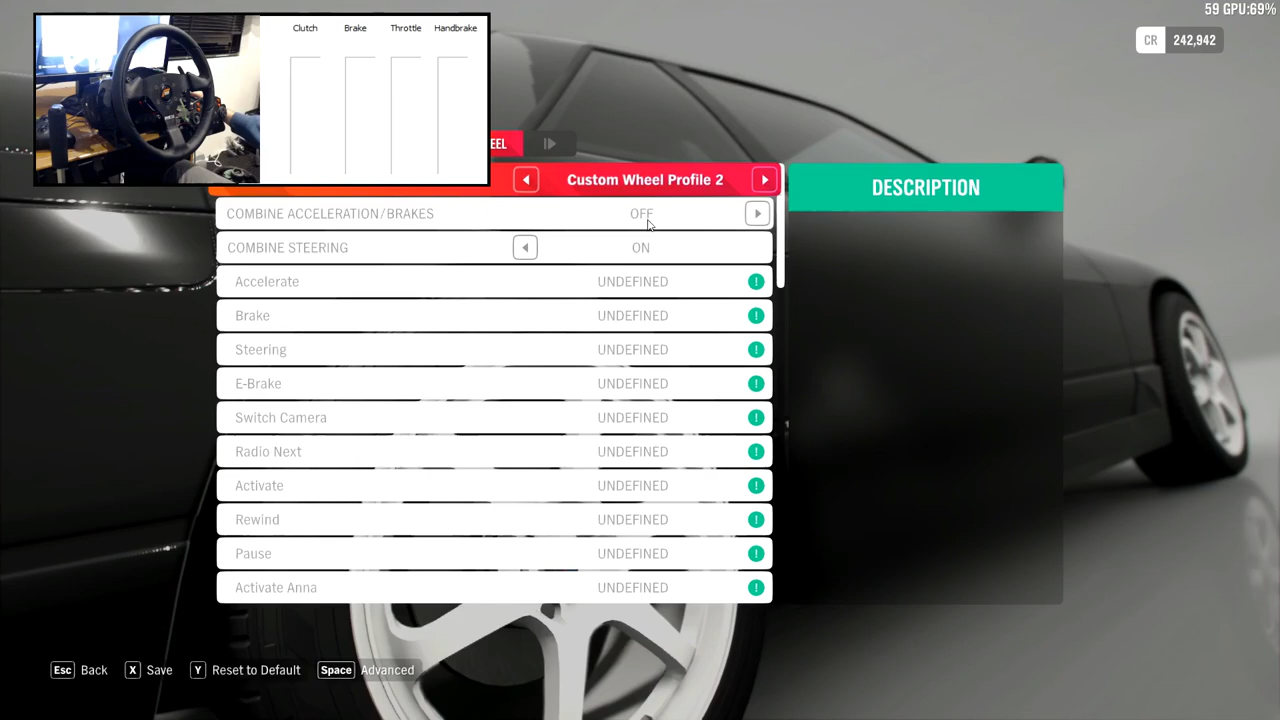 59 GPU:69%
CR 242,942
Clutch Brake Throttle Handbrake
EEL
Custom Wheel Profile 2
DESCRIPTION
COMBINE ACCELERATION/BRAKES OFF
COMBINE STEERING ON
Accelerate UNDEFINED !
Brake UNDEFINED !
Steering UNDEFINED !
E-Brake UNDEFINED !
Switch Camera UNDEFINED !
Radio Next UNDEFINED !
Activate UNDEFINED !
Rewind UNDEFINED !
Pause UNDEFINED !
Activate Anna UNDEFINED !
Esc Back X Save Y Reset to Default Space Advanced